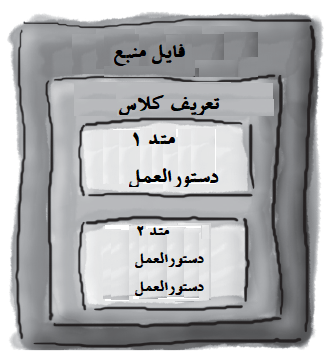 فایل منبع
تعریف کلاس
متد ۱
دستورالعمل
متد ۲
دستورالعمل
دستورالعمل